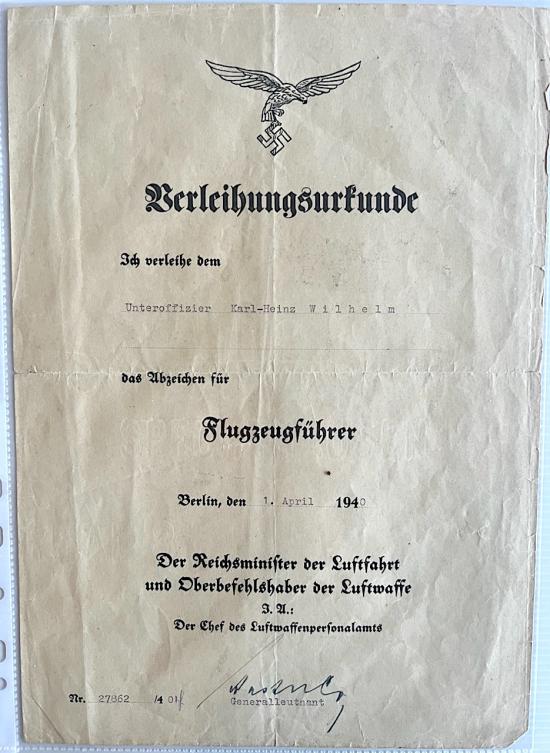 Verleihungsurkunde
Ich verleihe dem
Unteroffizier Karl-Heinz Wilhelm
das Abzeichen für
Flugzeugführer
Berlin, den 1. April 1940
Der Reichsminister der Luftfahrt
und Oberbefehlshaber der Luftwaffe
I. A.:
Der Chef des Luftwaffenpersonalamts
Nr. 27862 /40
Generalleutnant